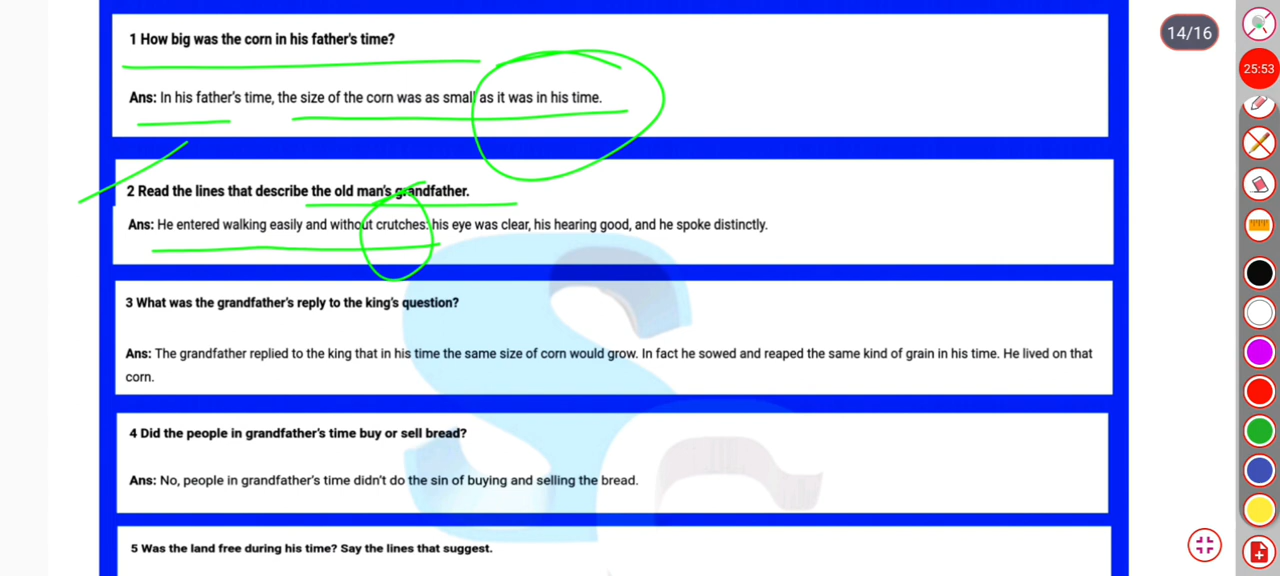 14/16
25:53
1 How big was the corn in his father's time?
Ans: In his father's time, the size of the corn was as small as it was in his time.
2 Read the lines that describe the old man's grandfather.
Ans: He entered walking easily and without crutches: his eye was clear, his hearing good, and he spoke distinctly.
3 What was the grandfather's reply to the king's question?
Ans: The grandfather replied to the king that in his time the same size of corn would grow. In fact he sowed and reaped the same kind of grain in his time. He lived on that
corn.
4 Did the people in grandfather's time buy or sell bread?
Ans: No, people in grandfather's time didn't do the sin of buying and selling the bread.
5 Was the land free during his time? Say the lines that suggest.